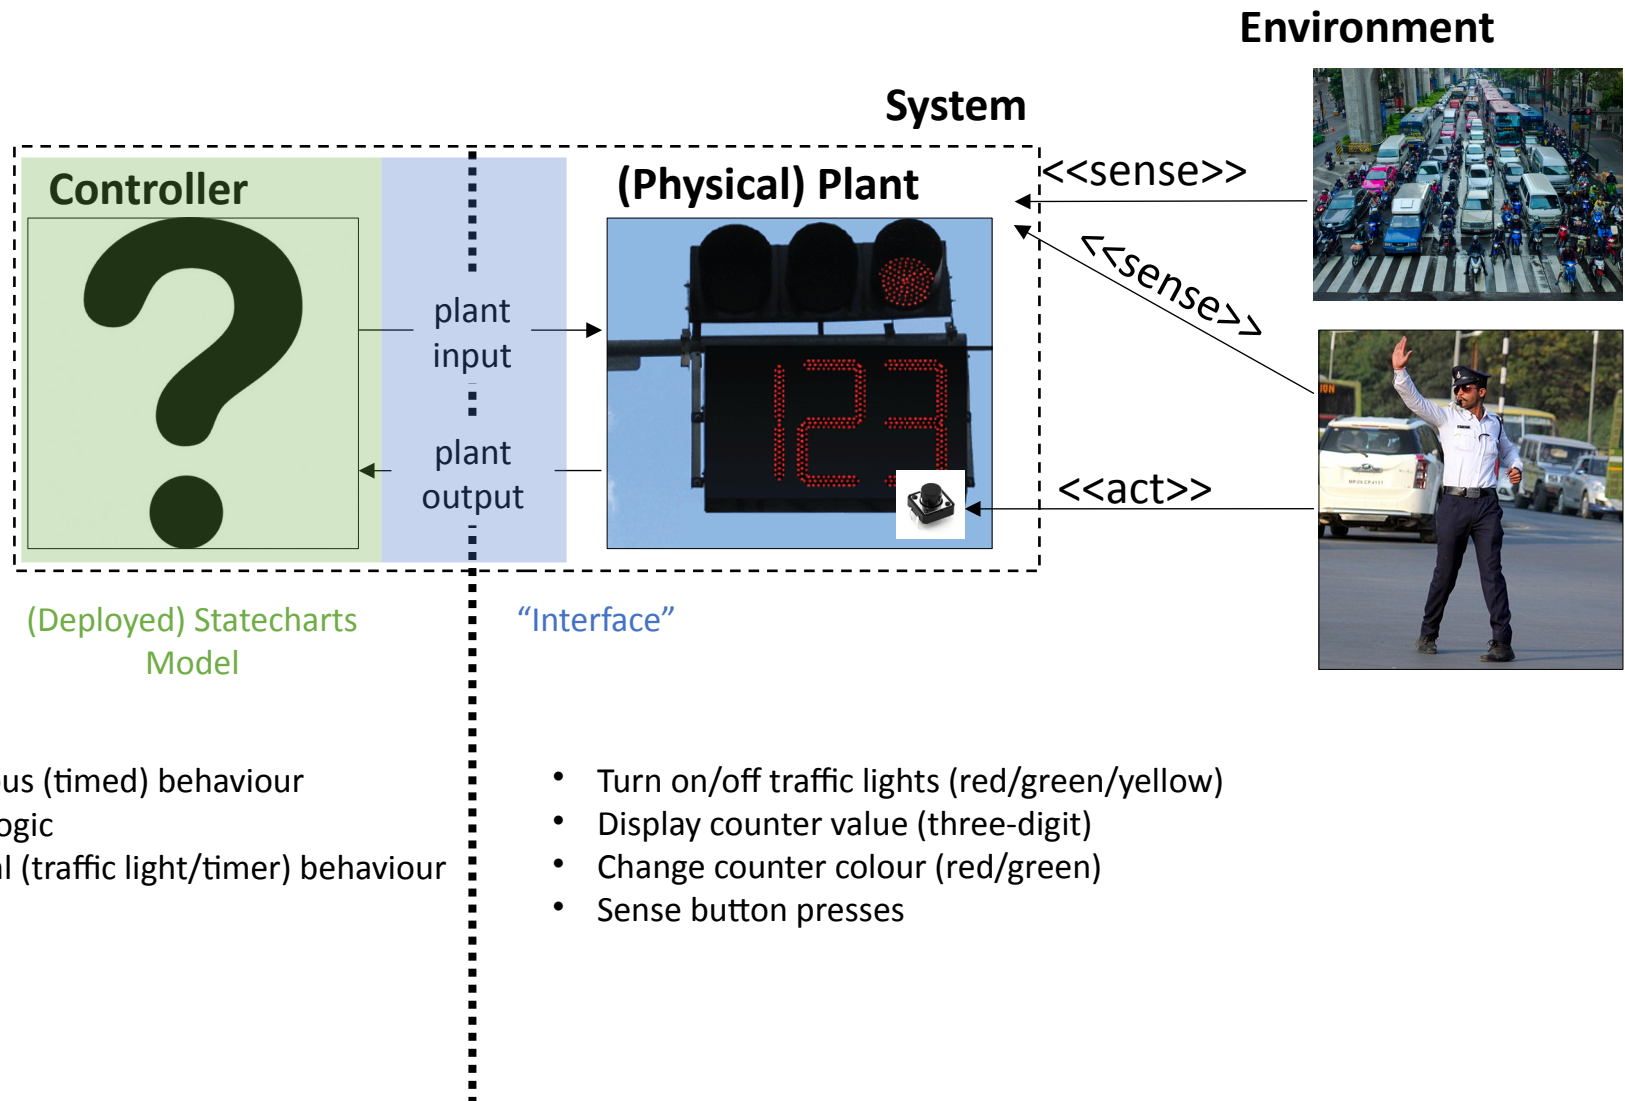 Environment
System
Controller
(Physical) Plant
<<sense>>
<<sense>>
plant
input
123
plant
output
<<act>>
(Deployed) Statecharts
Model
“Interface”
(timed) behaviour
(traffic light/timer) behaviour
• Turn on/off traffic lights (red/green/yellow)
• Display counter value (three-digit)
• Change counter colour (red/green)
• Sense button presses